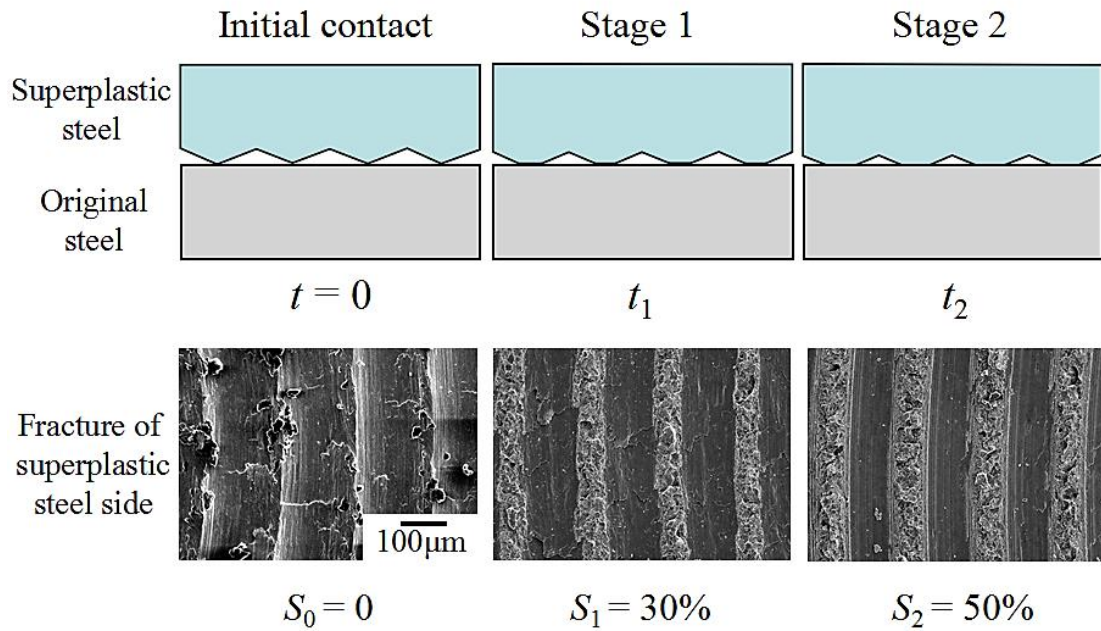 Initial contact
Stage 1
Stage 2
Superplastic
steel
Original
steel
t = 0
t₁
t₂
Fracture of
superplastic
steel side
100μm
S₀ = 0
S₁ = 30%
S₂ = 50%